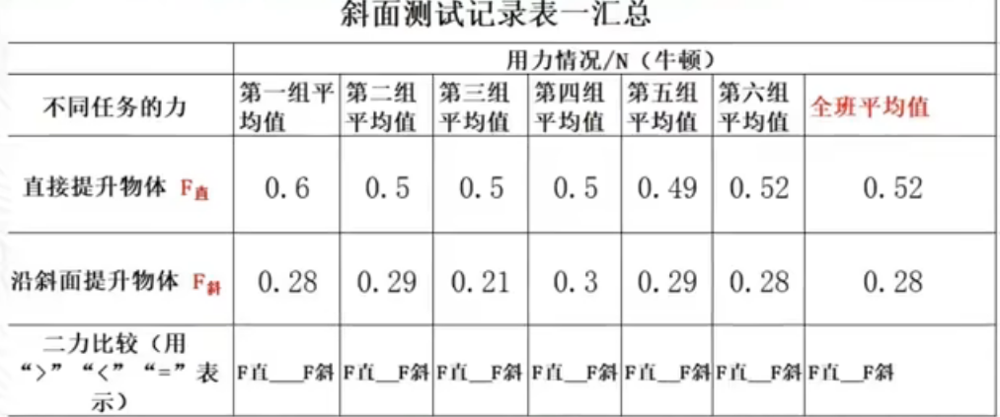 斜面测试记录表一汇总
用力情况/N（牛顿）
不同任务的力
第一组平均值
第二组平均值
第三组平均值
第四组平均值
第五组平均值
第六组平均值
全班平均值
直接提升物体 F直 0.6 0.5 0.5 0.5 0.49 0.52 0.52
沿斜面提升物体 F斜 0.28 0.29 0.21 0.3 0.29 0.28 0.28
二力比较（用
“>”“<”“=”表
示）
F直__F斜 F直__F斜 F直__F斜 F直__F斜 F直__F斜 F直__F斜 F直__F斜